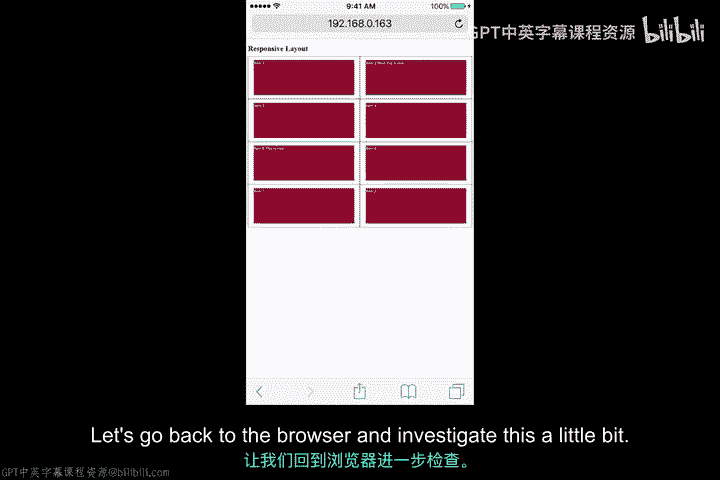 9:41 AM
100%
192.168.0.163
GPT中英字幕课程资源
bilibili
Responsive Layout
Let's go back to the browser and investigate this a little bit.
让我们回到浏览器进一步检查。
GPT中英字幕课程资源@bilibili.com